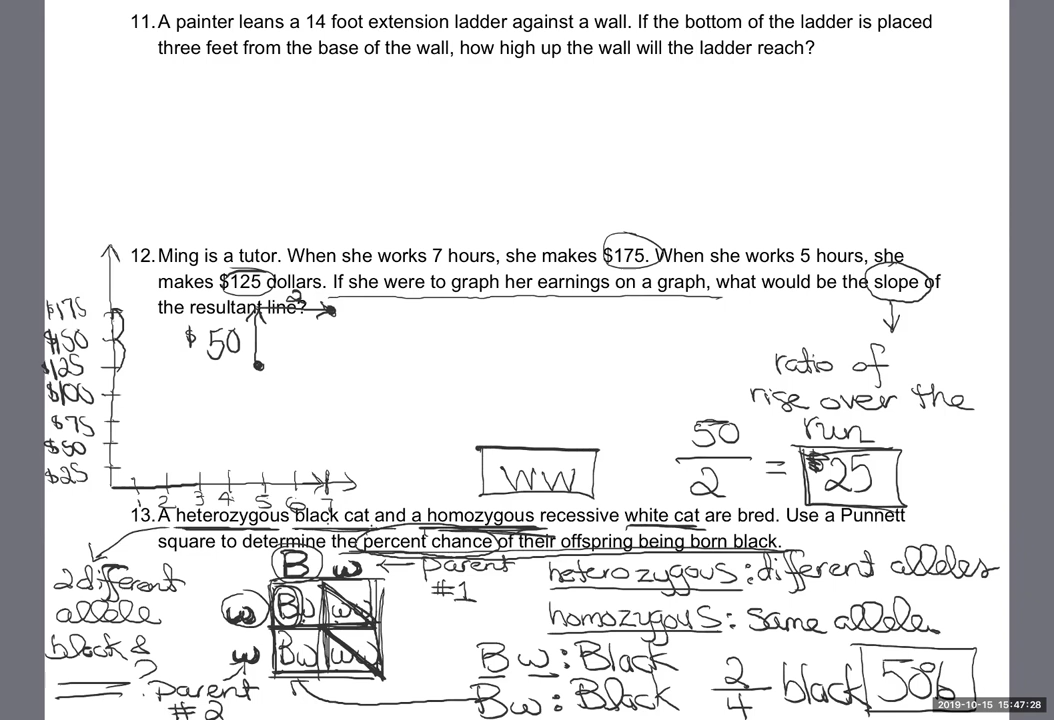 11. A painter leans a 14 foot extension ladder against a wall. If the bottom of the ladder is placed
three feet from the base of the wall, how high up the wall will the ladder reach?
12. Ming is a tutor. When she works 7 hours, she makes $175. When she works 5 hours, she
makes $125 dollars. If she were to graph her earnings on a graph, what would be the slope of
the resultant line?
2
$175
$150
$125
$100
$75
$50
$25
$50
1 2 3 4 5 6 7
ratio of
rise over the
run
50
2
= $25
WW
13. A heterozygous black cat and a homozygous recessive white cat are bred. Use a Punnett
square to determine the percent chance of their offspring being born black.
2 different
allele
black &
?
B w ← Parent
#1
w Bw ww
w Bw ww
Parent
#2
heterozygous: different alleles
homozygous: same allele
Bw: Black
Bw: Black
2
4
black 50%
2019-10-15 15:47:28